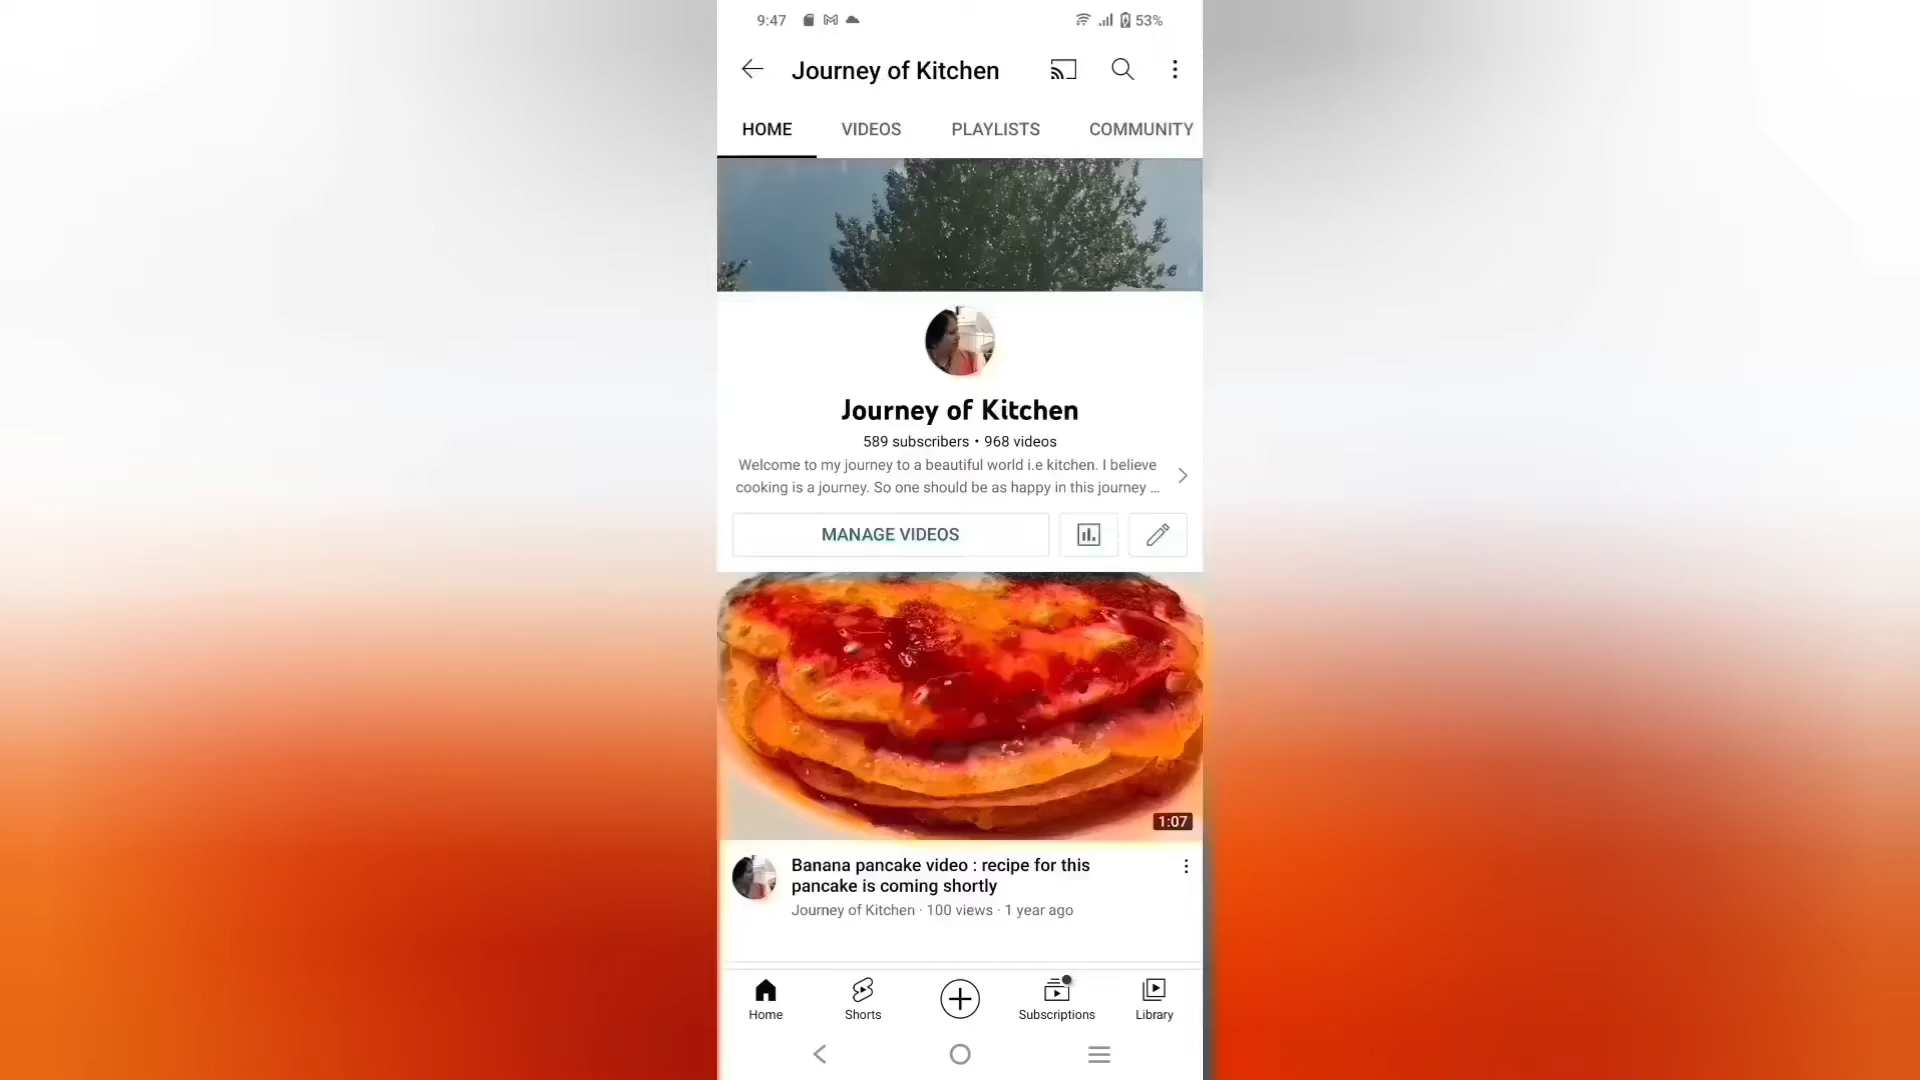 9:47
53%
Journey of Kitchen
HOME VIDEOS PLAYLISTS COMMUNITY
Journey of Kitchen
589 subscribers • 968 videos
Welcome to my journey to a beautiful world i.e kitchen. I believe
cooking is a journey. So one should be as happy in this journey ...
MANAGE VIDEOS
1:07
Banana pancake video : recipe for this
pancake is coming shortly
Journey of Kitchen · 100 views · 1 year ago
Home Shorts Subscriptions Library